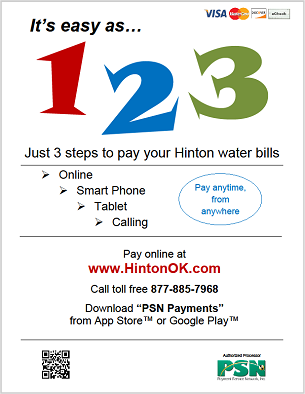 It's easy as…
VISA MasterCard DISCOVER eCheck
1 2 3
Just 3 steps to pay your Hinton water bills
➢ Online
➢ Smart Phone
➢ Tablet
➢ Calling
Pay anytime,
from
anywhere
Pay online at
www.HintonOK.com
Call toll free 877-885-7968
Download “PSN Payments”
from App Store™ or Google Play™
Authorized Processor
PSN
Payment Service Network, Inc.